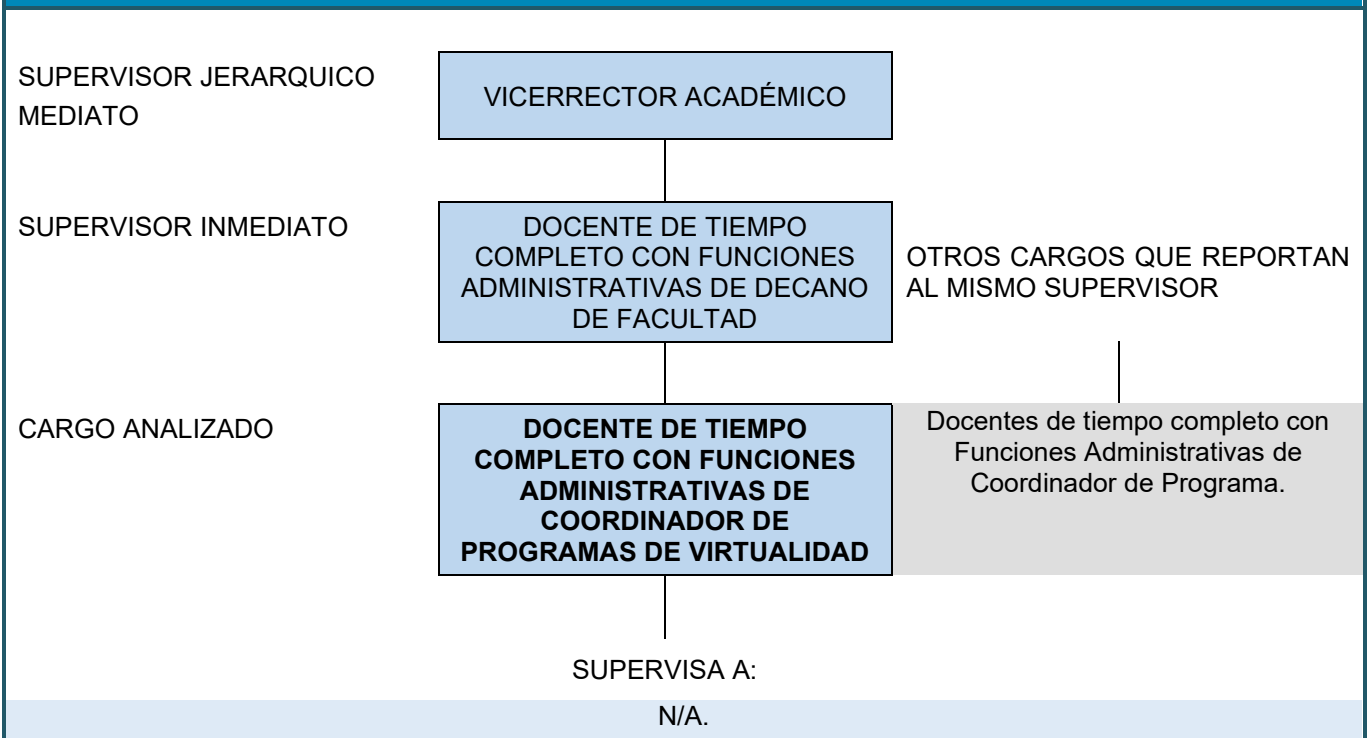 SUPERVISOR JERARQUICO
MEDIATO
VICERRECTOR ACADÉMICO
SUPERVISOR INMEDIATO
DOCENTE DE TIEMPO
COMPLETO CON FUNCIONES
ADMINISTRATIVAS DE DECANO
DE FACULTAD
OTROS CARGOS QUE REPORTAN
AL MISMO SUPERVISOR
CARGO ANALIZADO
DOCENTE DE TIEMPO
COMPLETO CON FUNCIONES
ADMINISTRATIVAS DE
COORDINADOR DE
PROGRAMAS DE VIRTUALIDAD
Docentes de tiempo completo con
Funciones Administrativas de
Coordinador de Programa.
SUPERVISA A:
N/A.